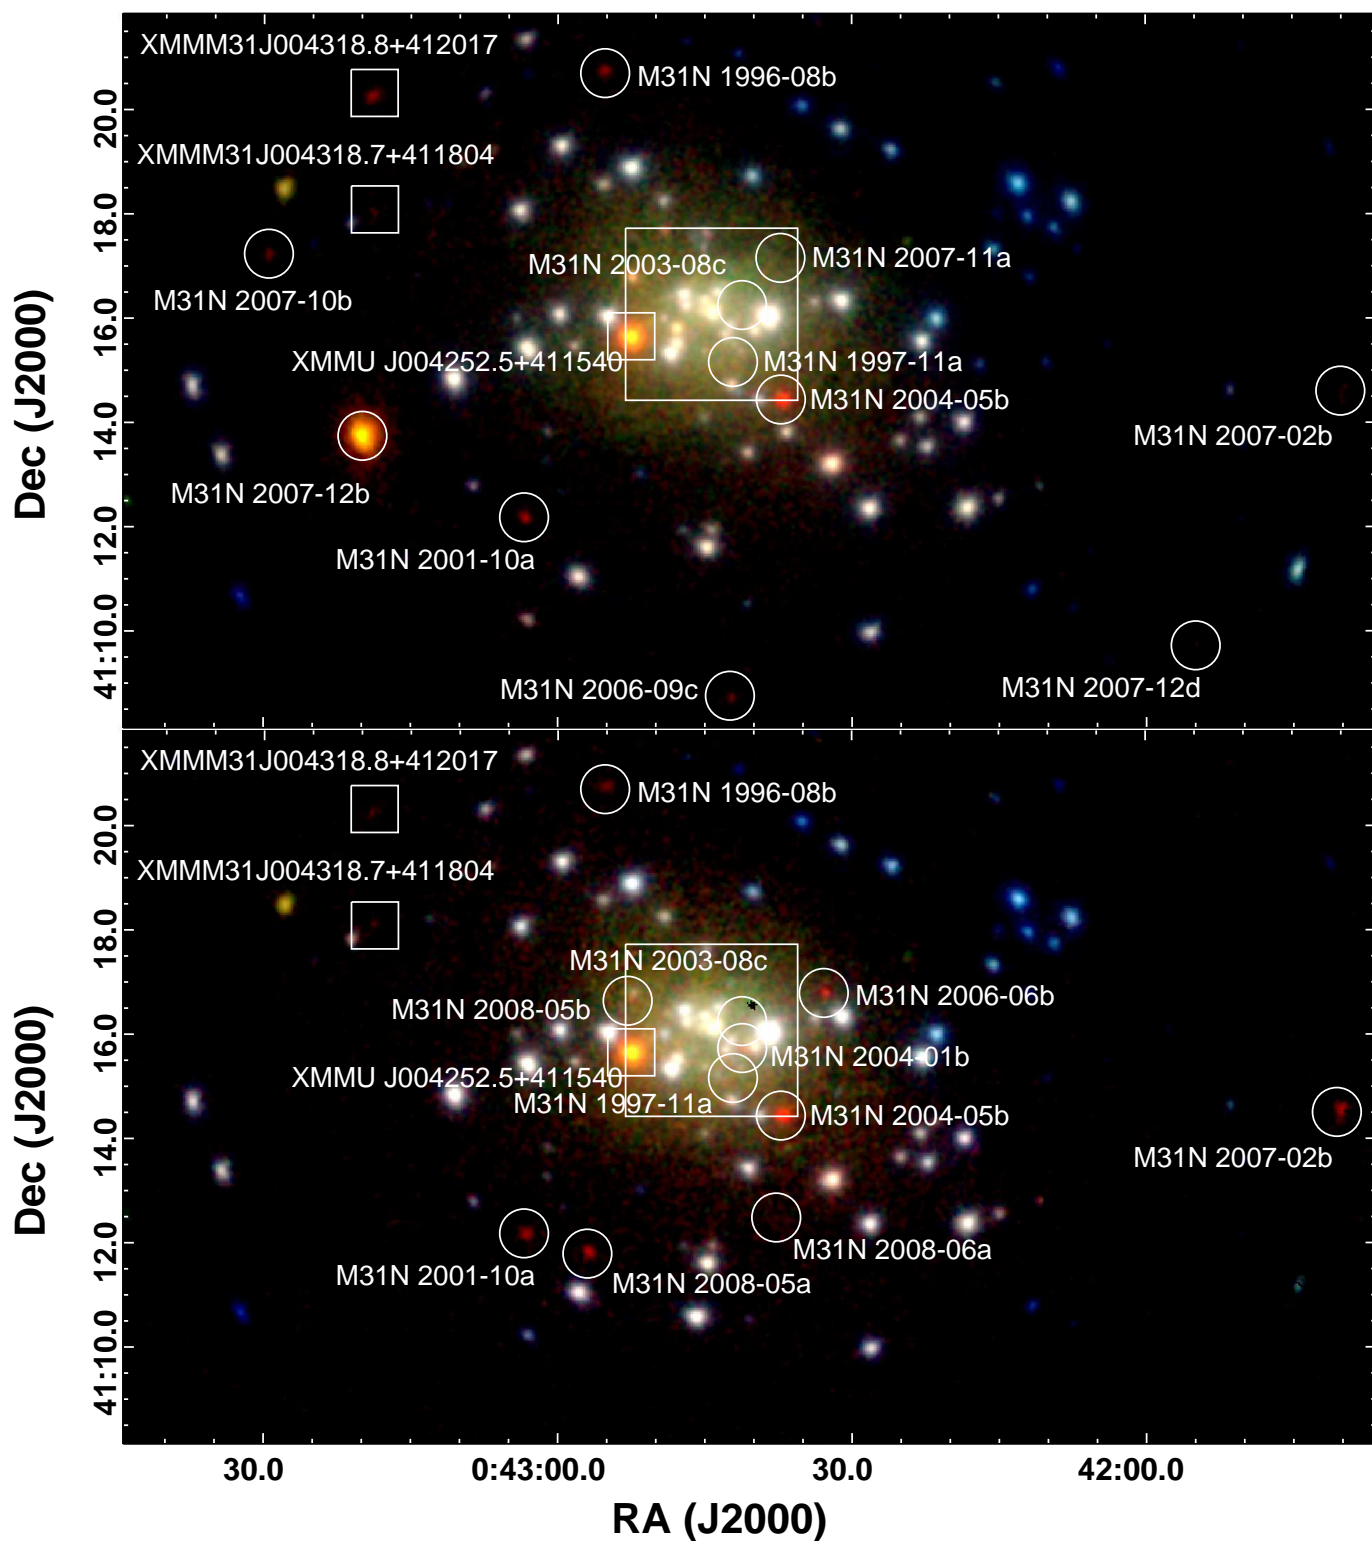 XMMM31J004318.8+412017
M31N 1996-08b
20.0
XMMM31J004318.7+411804
18.0
M31N 2003-08c
M31N 2007-11a
M31N 2007-10b
16.0
XMMU J004252.5+411540
M31N 1997-11a
M31N 2004-05b
14.0
M31N 2007-02b
M31N 2007-12b
12.0
M31N 2001-10a
41:10.0
M31N 2006-09c
M31N 2007-12d
Dec (J2000)
XMMM31J004318.8+412017
M31N 1996-08b
20.0
XMMM31J004318.7+411804
18.0
M31N 2003-08c
M31N 2008-05b
M31N 2006-06b
16.0
M31N 2004-01b
XMMU J004252.5+411540
M31N 1997-11a
M31N 2004-05b
14.0
M31N 2007-02b
12.0
M31N 2008-06a
M31N 2001-10a
M31N 2008-05a
41:10.0
Dec (J2000)
30.0
0:43:00.0
30.0
42:00.0
RA (J2000)